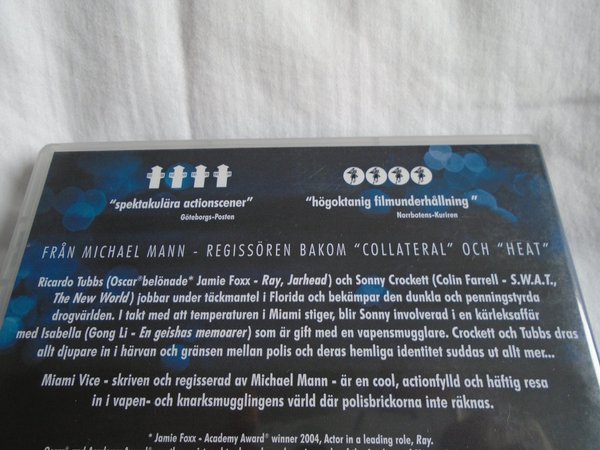 "spektakulära actionscener"
Göteborgs-Posten
"högoktanig filmunderhållning"
Norrbotens-Kuriren
FRÅN MICHAEL MANN - REGISSÖREN BAKOM "COLLATERAL" OCH "HEAT"
Ricardo Tubbs (Oscar®belönade* Jamie Foxx - Ray, Jarhead) och Sonny Crockett (Colin Farrell - S.W.A.T.,
The New World) jobbar under täckmantel i Florida och bekämpar den dunkla och penningstyrda
drogvärlden. I takt med att temperaturen i Miami stiger, blir Sonny involverad i en kärleksaffär
med Isabella (Gong Li - En geishas memoarer) som är gift med en vapensmugglare. Crockett och Tubbs dras
allt djupare in i härvan och gränsen mellan polis och deras hemliga identitet suddas ut allt mer...
Miami Vice - skriven och regisserad av Michael Mann - är en cool, actionfylld och häftig resa
in i vapen- och knarksmugglingens värld där polisbrickorna inte räknas.
* Jamie Foxx - Academy Award® winner 2004, Actor in a leading role, Ray.